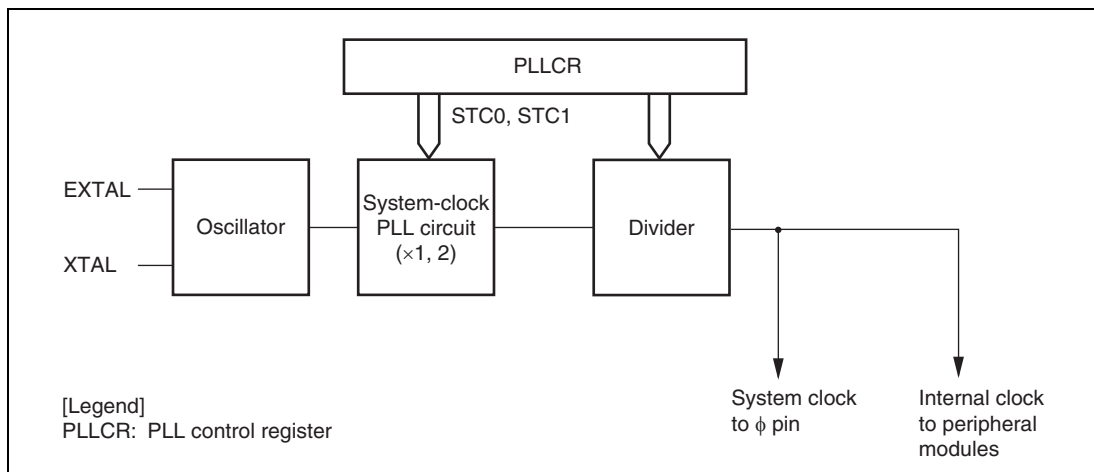 PLLCR
STC0, STC1
EXTAL
XTAL
Oscillator
System-clock
PLL circuit
(×1, 2)
Divider
System clock
to ϕ pin
Internal clock
to peripheral
modules
[Legend]
PLLCR: PLL control register